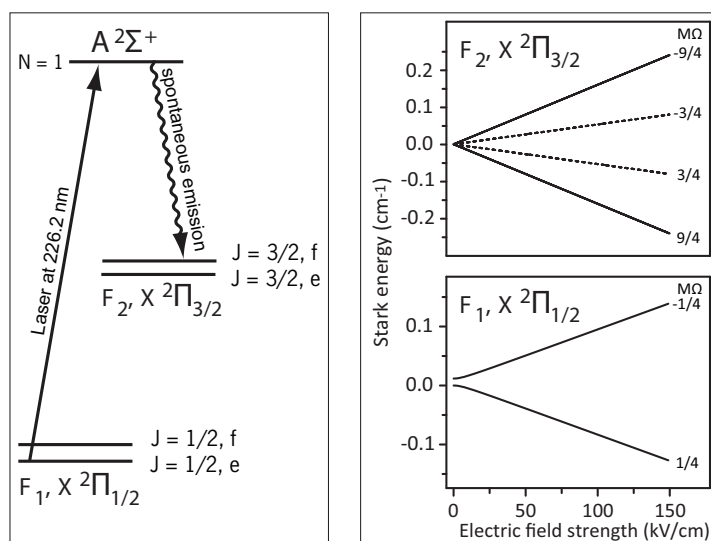 A ²Σ⁺
N = 1
Laser at 226.2 nm
spontaneous emission
J = 3/2, f
J = 3/2, e
F₂, X ²Π₃/₂
J = 1/2, f
J = 1/2, e
F₁, X ²Π₁/₂
Stark energy (cm⁻¹)
F₂, X ²Π₃/₂
MΩ
0.2
0.1
0.0
-0.1
-0.2
-9/4
-3/4
3/4
9/4
F₁, X ²Π₁/₂
MΩ
0.1
0.0
-0.1
-1/4
1/4
0 50 100 150
Electric field strength (kV/cm)